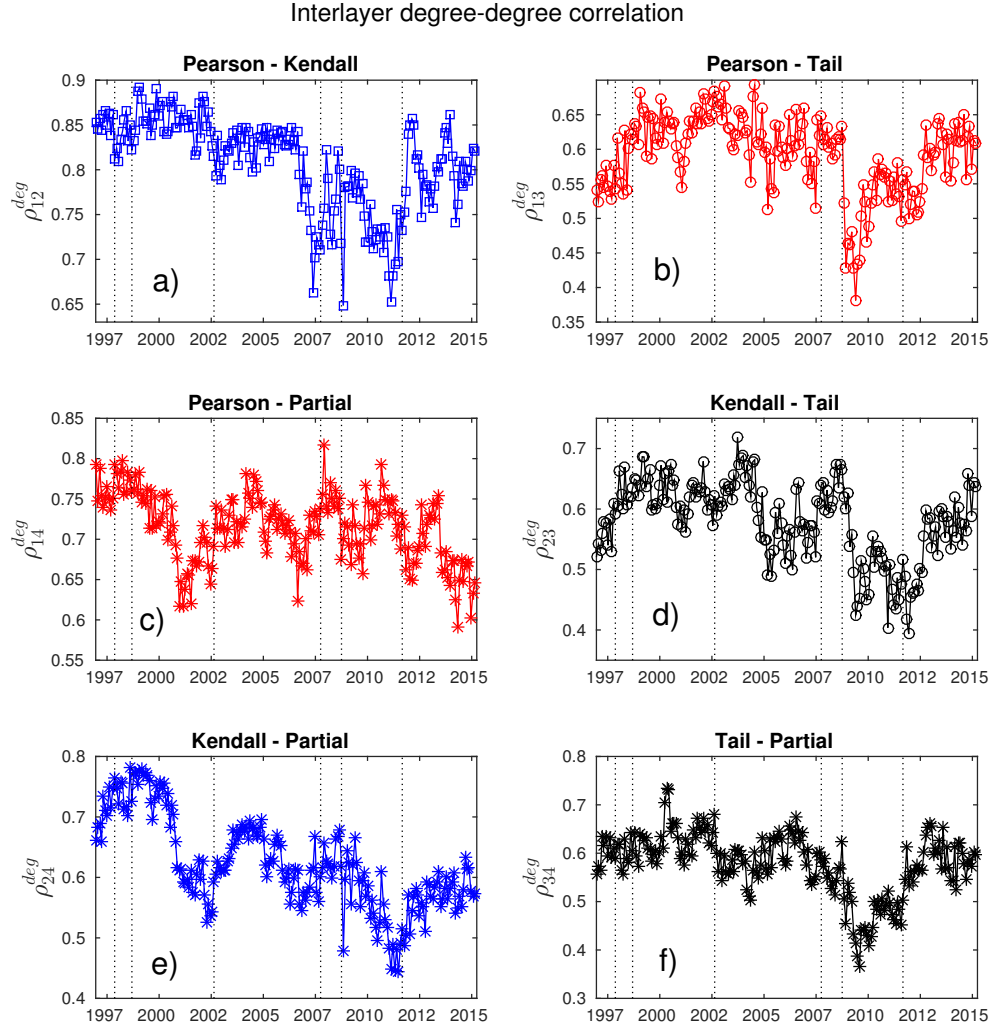 Interlayer degree-degree correlation
Pearson - Kendall
0.9
0.85
0.8
0.75
0.7
0.65
ρ₁₂ᵈᵉᵍ
a)
1997 2000 2002 2005 2007 2010 2012 2015
Pearson - Tail
0.65
0.6
0.55
0.5
0.45
0.4
0.35
ρ₁₃ᵈᵉᵍ
b)
1997 2000 2002 2005 2007 2010 2012 2015
Pearson - Partial
0.85
0.8
0.75
0.7
0.65
0.6
0.55
ρ₁₄ᵈᵉᵍ
c)
1997 2000 2002 2005 2007 2010 2012 2015
Kendall - Tail
0.7
0.6
0.5
0.4
ρ₂₃ᵈᵉᵍ
d)
1997 2000 2002 2005 2007 2010 2012 2015
Kendall - Partial
0.8
0.7
0.6
0.5
0.4
ρ₂₄ᵈᵉᵍ
e)
1997 2000 2002 2005 2007 2010 2012 2015
Tail - Partial
0.8
0.7
0.6
0.5
0.4
0.3
ρ₃₄ᵈᵉᵍ
f)
1997 2000 2002 2005 2007 2010 2012 2015